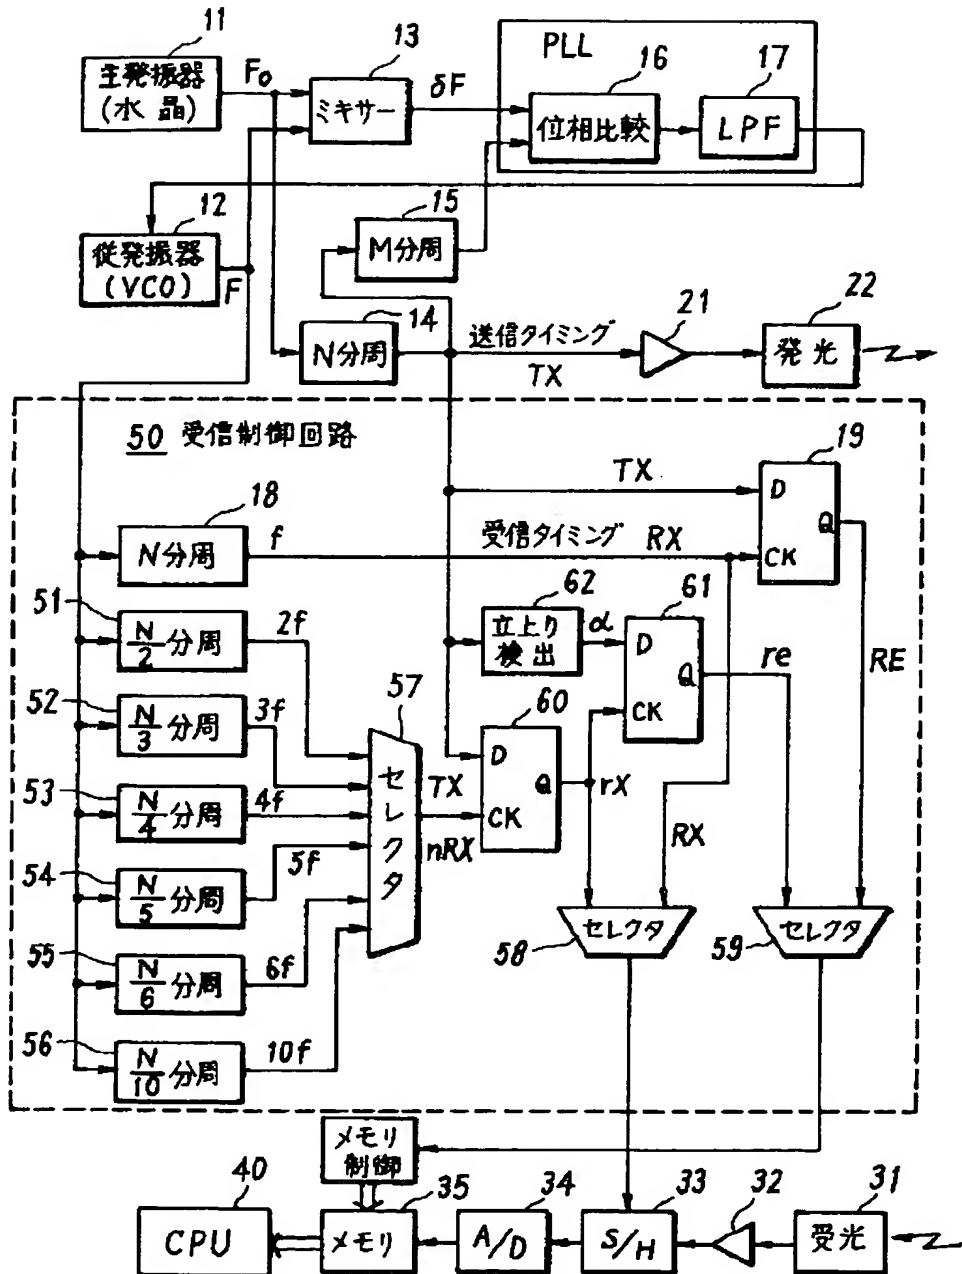 11
主発振器
(水晶)
F₀
13
ミキサー
δF
PLL
16
位相比較
17
LPF
12
従発振器
(VCO)
F
15
M分周
14
N分周
送信タイミング
TX
21
22
発光
50 受信制御回路
18
N分周
f
受信タイミング RX
TX
19
D
Q
CK
51
N/2 分周
2f
52
N/3 分周
3f
53
N/4 分周
4f
54
N/5 分周
5f
55
N/6 分周
6f
56
N/10 分周
10f
57
セレクタ
TX
nRX
62
立上り
検出
α
61
D
Q
CK
re
RE
60
D
Q
CK
rX
RX
セレクタ
58
セレクタ
59
メモリ
制御
40
CPU
35
メモリ
34
A/D
33
S/H
32
31
受光